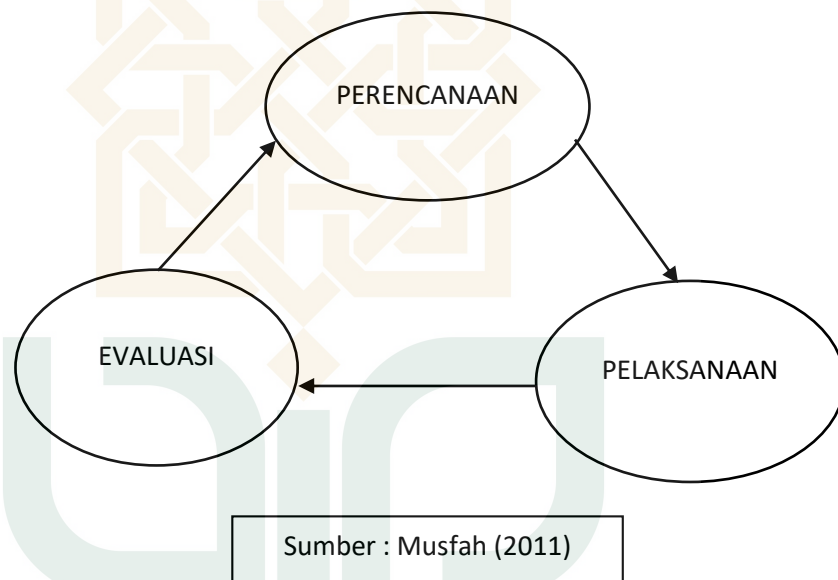 PERENCANAAN
EVALUASI
PELAKSANAAN
Sumber : Musfah (2011)